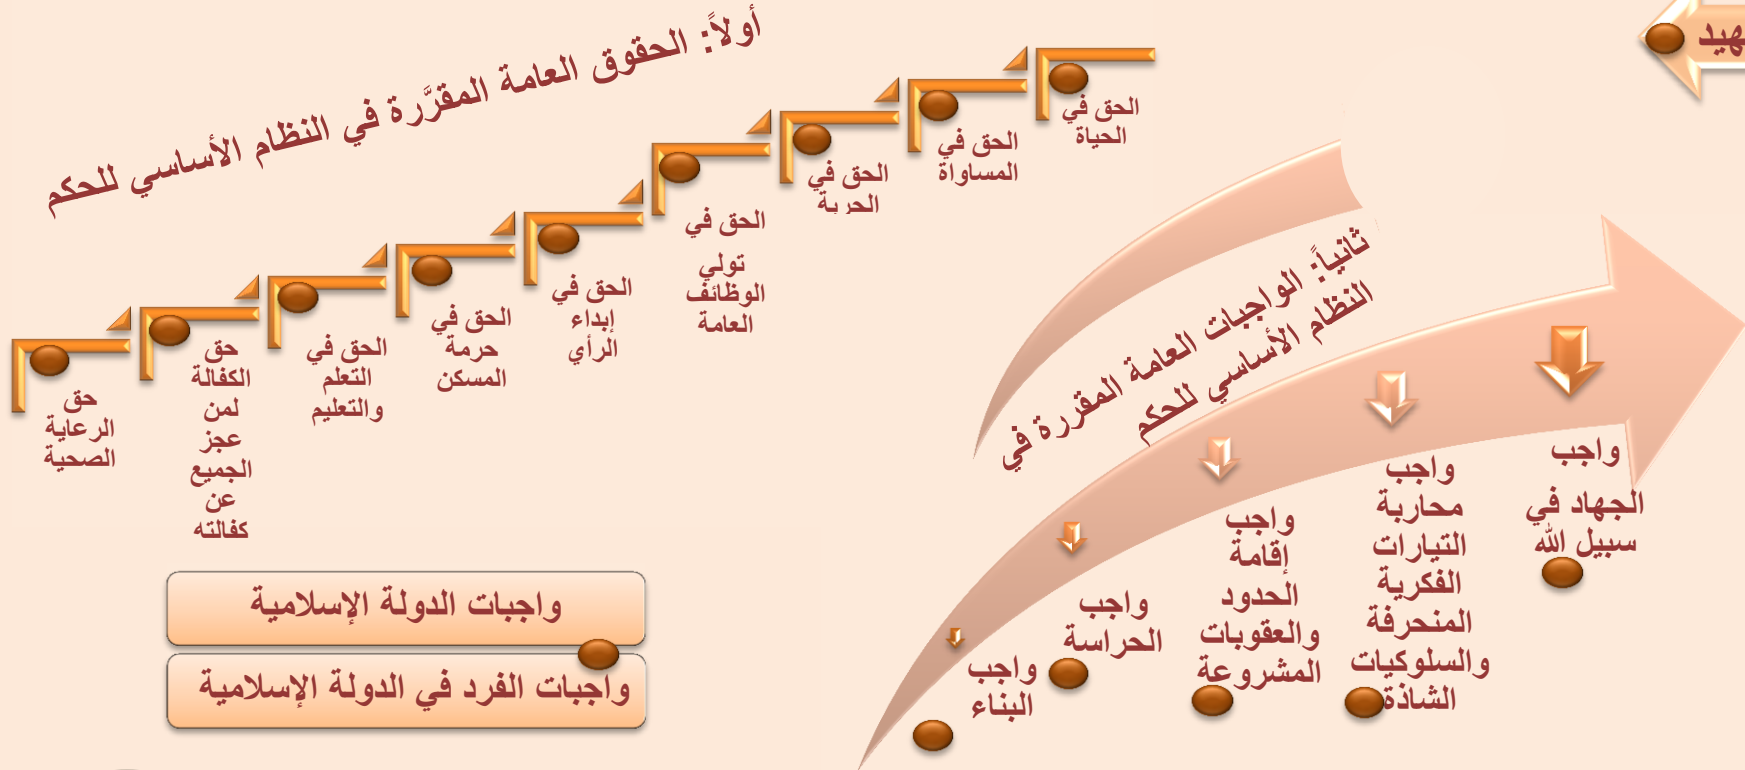 أولاً: الحقوق العامة المقرَّرة في النظام الأساسي للحكم
الحق في
الحياة
الحق في
المساواة
الحق في
الحرية
الحق في
تولي
الوظائف
العامة
الحق في
إبداء
الرأي
الحق في
حرمة
المسكن
الحق في
التعلم
والتعليم
حق
الكفالة
لمن
عجز
الجميع
عن
كفالته
حق
الرعاية
الصحية
ثانياً: الواجبات العامة المقررة في
النظام الأساسي للحكم
واجب
الجهاد في
سبيل الله
واجب
محاربة
التيارات
الفكرية
المنحرفة
والسلوكيات
الشاذة
واجب
إقامة
الحدود
والعقوبات
المشروعة
واجب
الحراسة
واجب
البناء
واجبات الدولة الإسلامية
واجبات الفرد في الدولة الإسلامية